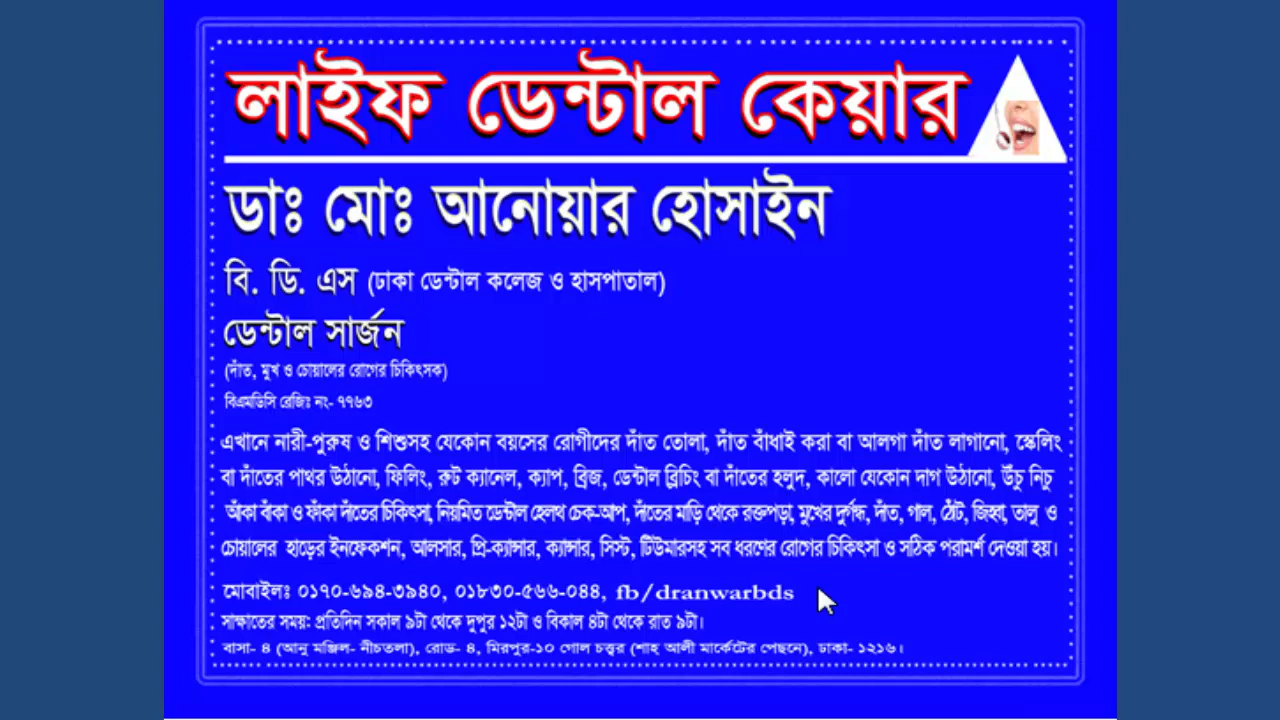 লাইফ ডেন্টাল কেয়ার
ডাঃ মোঃ আনোয়ার হোসাইন
বি. ডি. এস (ঢাকা ডেন্টাল কলেজ ও হাসপাতাল)
ডেন্টাল সার্জন
(দাঁত, মুখ ও চোয়ালের রোগের চিকিৎসক)
বিএমডিসি রেজিঃ নং- ৭৭৬৩
এখানে নারী-পুরুষ ও শিশুসহ যেকোন বয়সের রোগীদের দাঁত তোলা, দাঁত বাঁধাই করা বা আলগা দাঁত লাগানো, স্কেলিং
বা দাঁতের পাথর উঠানো, ফিলিং, রুট ক্যানেল, ক্যাপ, ব্রিজ, ডেন্টাল ব্লিচিং বা দাঁতের হলুদ, কালো যেকোন দাগ উঠানো, উঁচু নিচু
আঁকা বাঁকা ও ফাঁকা দাঁতের চিকিৎসা, নিয়মিত ডেন্টাল হেলথ চেক-আপ, দাঁতের মাড়ি থেকে রক্তপড়া, মুখের দুর্গন্ধ, দাঁত, গাল, ঠোঁট, জিহ্বা, তালু ও
চোয়ালের হাড়ের ইনফেকশন, আলসার, প্রি-ক্যান্সার, ক্যান্সার, সিস্ট, টিউমারসহ সব ধরণের রোগের চিকিৎসা ও সঠিক পরামর্শ দেওয়া হয়।
মোবাইলঃ ০১৭০-৬৯৪-৩৯৪০, ০১৮৩০-৫৬৬-০৪৪, fb/dranwarbds
সাক্ষাতের সময়: প্রতিদিন সকাল ৯টা থেকে দুপুর ১২টা ও বিকাল ৪টা থেকে রাত ৯টা।
বাসা- ৪ (আনু মঞ্জিল- নীচতলা), রোড- ৪, মিরপুর-১০ গোল চত্ত্বর (শাহ আলী মার্কেটের পেছনে), ঢাকা- ১২১৬।